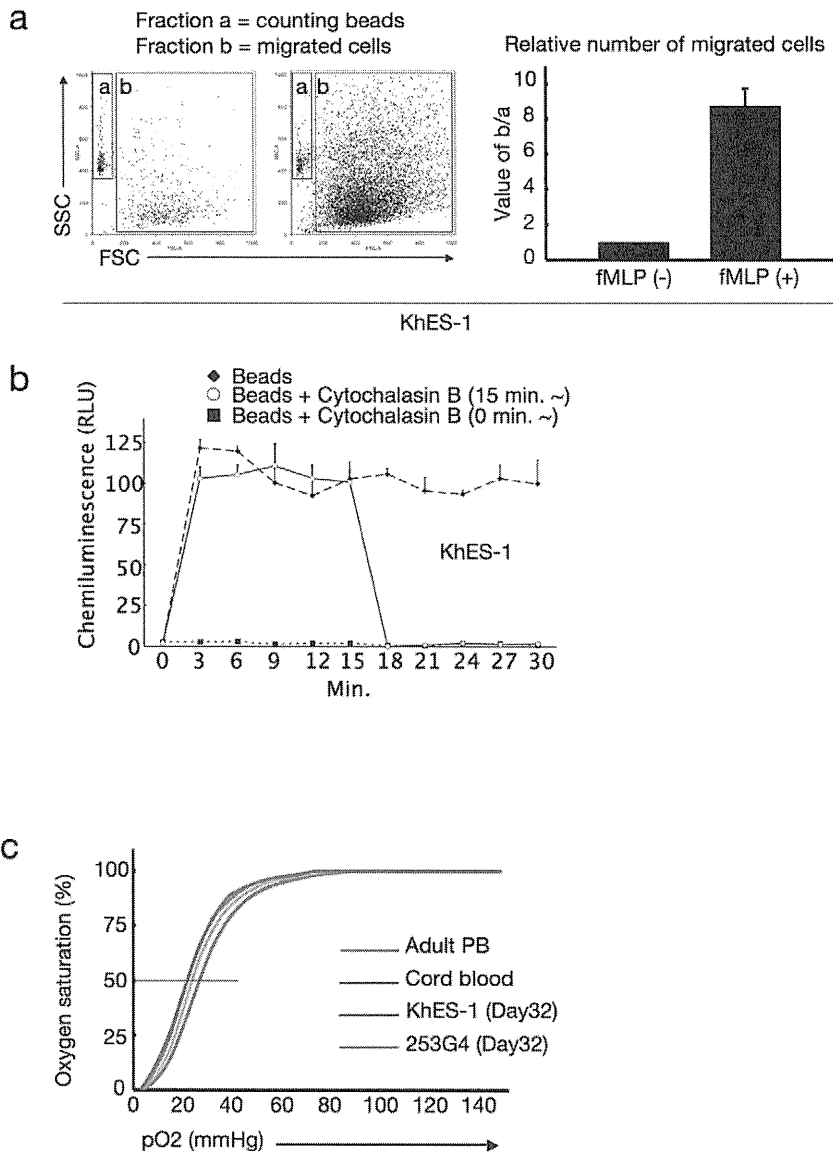 a
Fraction a = counting beads
Fraction b = migrated cells
a b
a b
SSC
FSC
Relative number of migrated cells
Value of b/a
10
8
6
4
2
0
fMLP (-) fMLP (+)
KhES-1
b
Beads
Beads + Cytochalasin B (15 min. ~)
Beads + Cytochalasin B (0 min. ~)
Chemiluminescence (RLU)
125
100
75
50
25
0
KhES-1
0 3 6 9 12 15 18 21 24 27 30
Min.
c
Oxygen saturation (%)
100
75
50
25
0
Adult PB
Cord blood
KhES-1 (Day32)
253G4 (Day32)
0 20 40 60 80 100 120 140
pO2 (mmHg)